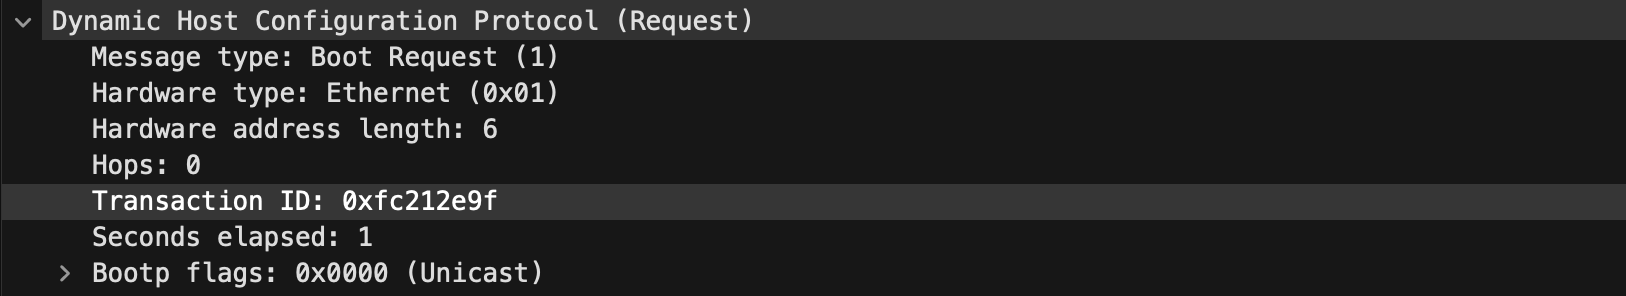 Dynamic Host Configuration Protocol (Request)
Message type: Boot Request (1)
Hardware type: Ethernet (0x01)
Hardware address length: 6
Hops: 0
Transaction ID: 0xfc212e9f
Seconds elapsed: 1
Bootp flags: 0x0000 (Unicast)